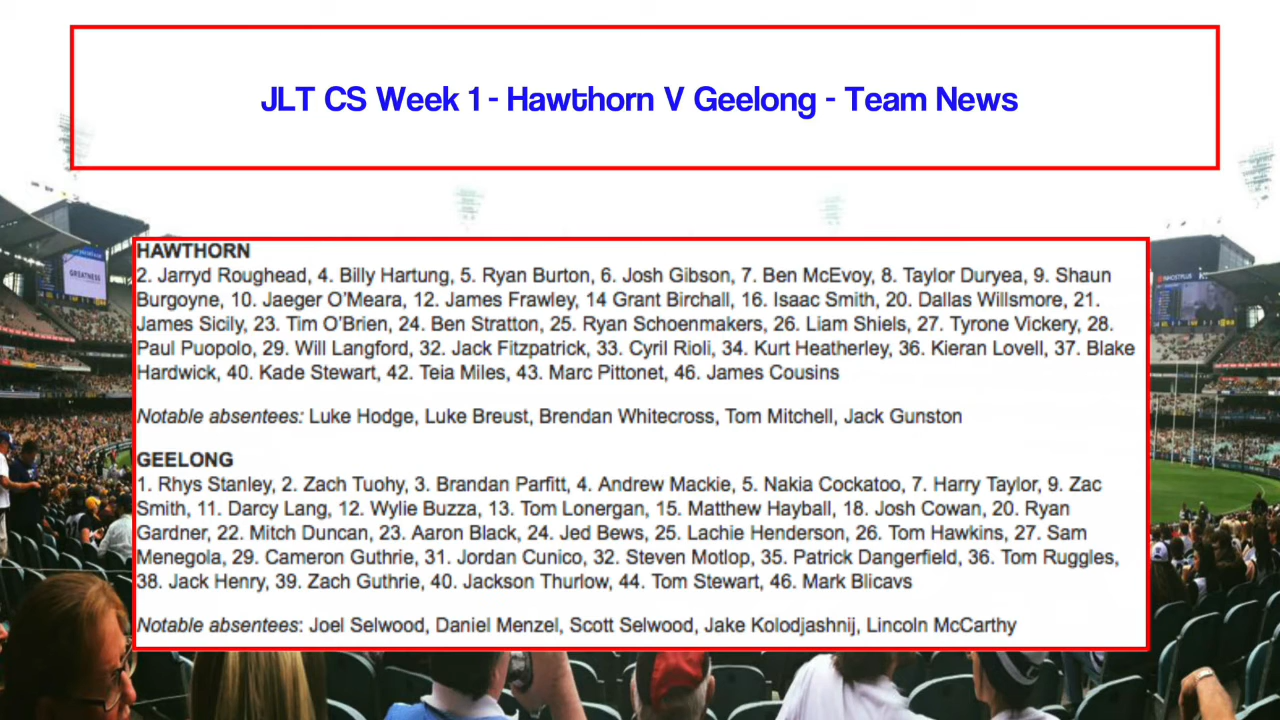 JLT CS Week 1 - Hawthorn V Geelong - Team News
GREATNESS
HAWTHORN
2. Jarryd Roughead, 4. Billy Hartung, 5. Ryan Burton, 6. Josh Gibson, 7. Ben McEvoy, 8. Taylor Duryea, 9. Shaun
Burgoyne, 10. Jaeger O'Meara, 12. James Frawley, 14 Grant Birchall, 16. Isaac Smith, 20. Dallas Willsmore, 21.
James Sicily, 23. Tim O'Brien, 24. Ben Stratton, 25. Ryan Schoenmakers, 26. Liam Shiels, 27. Tyrone Vickery, 28.
Paul Puopolo, 29. Will Langford, 32. Jack Fitzpatrick, 33. Cyril Rioli, 34. Kurt Heatherley, 36. Kieran Lovell, 37. Blake
Hardwick, 40. Kade Stewart, 42. Teia Miles, 43. Marc Pittonet, 46. James Cousins
Notable absentees: Luke Hodge, Luke Breust, Brendan Whitecross, Tom Mitchell, Jack Gunston
GEELONG
1. Rhys Stanley, 2. Zach Tuohy, 3. Brandan Parfitt, 4. Andrew Mackie, 5. Nakia Cockatoo, 7. Harry Taylor, 9. Zac
Smith, 11. Darcy Lang, 12. Wylie Buzza, 13. Tom Lonergan, 15. Matthew Hayball, 18. Josh Cowan, 20. Ryan
Gardner, 22. Mitch Duncan, 23. Aaron Black, 24. Jed Bews, 25. Lachie Henderson, 26. Tom Hawkins, 27. Sam
Menegola, 29. Cameron Guthrie, 31. Jordan Cunico, 32. Steven Motlop, 35. Patrick Dangerfield, 36. Tom Ruggles,
38. Jack Henry, 39. Zach Guthrie, 40. Jackson Thurlow, 44. Tom Stewart, 46. Mark Blicavs
Notable absentees: Joel Selwood, Daniel Menzel, Scott Selwood, Jake Kolodjashnij, Lincoln McCarthy